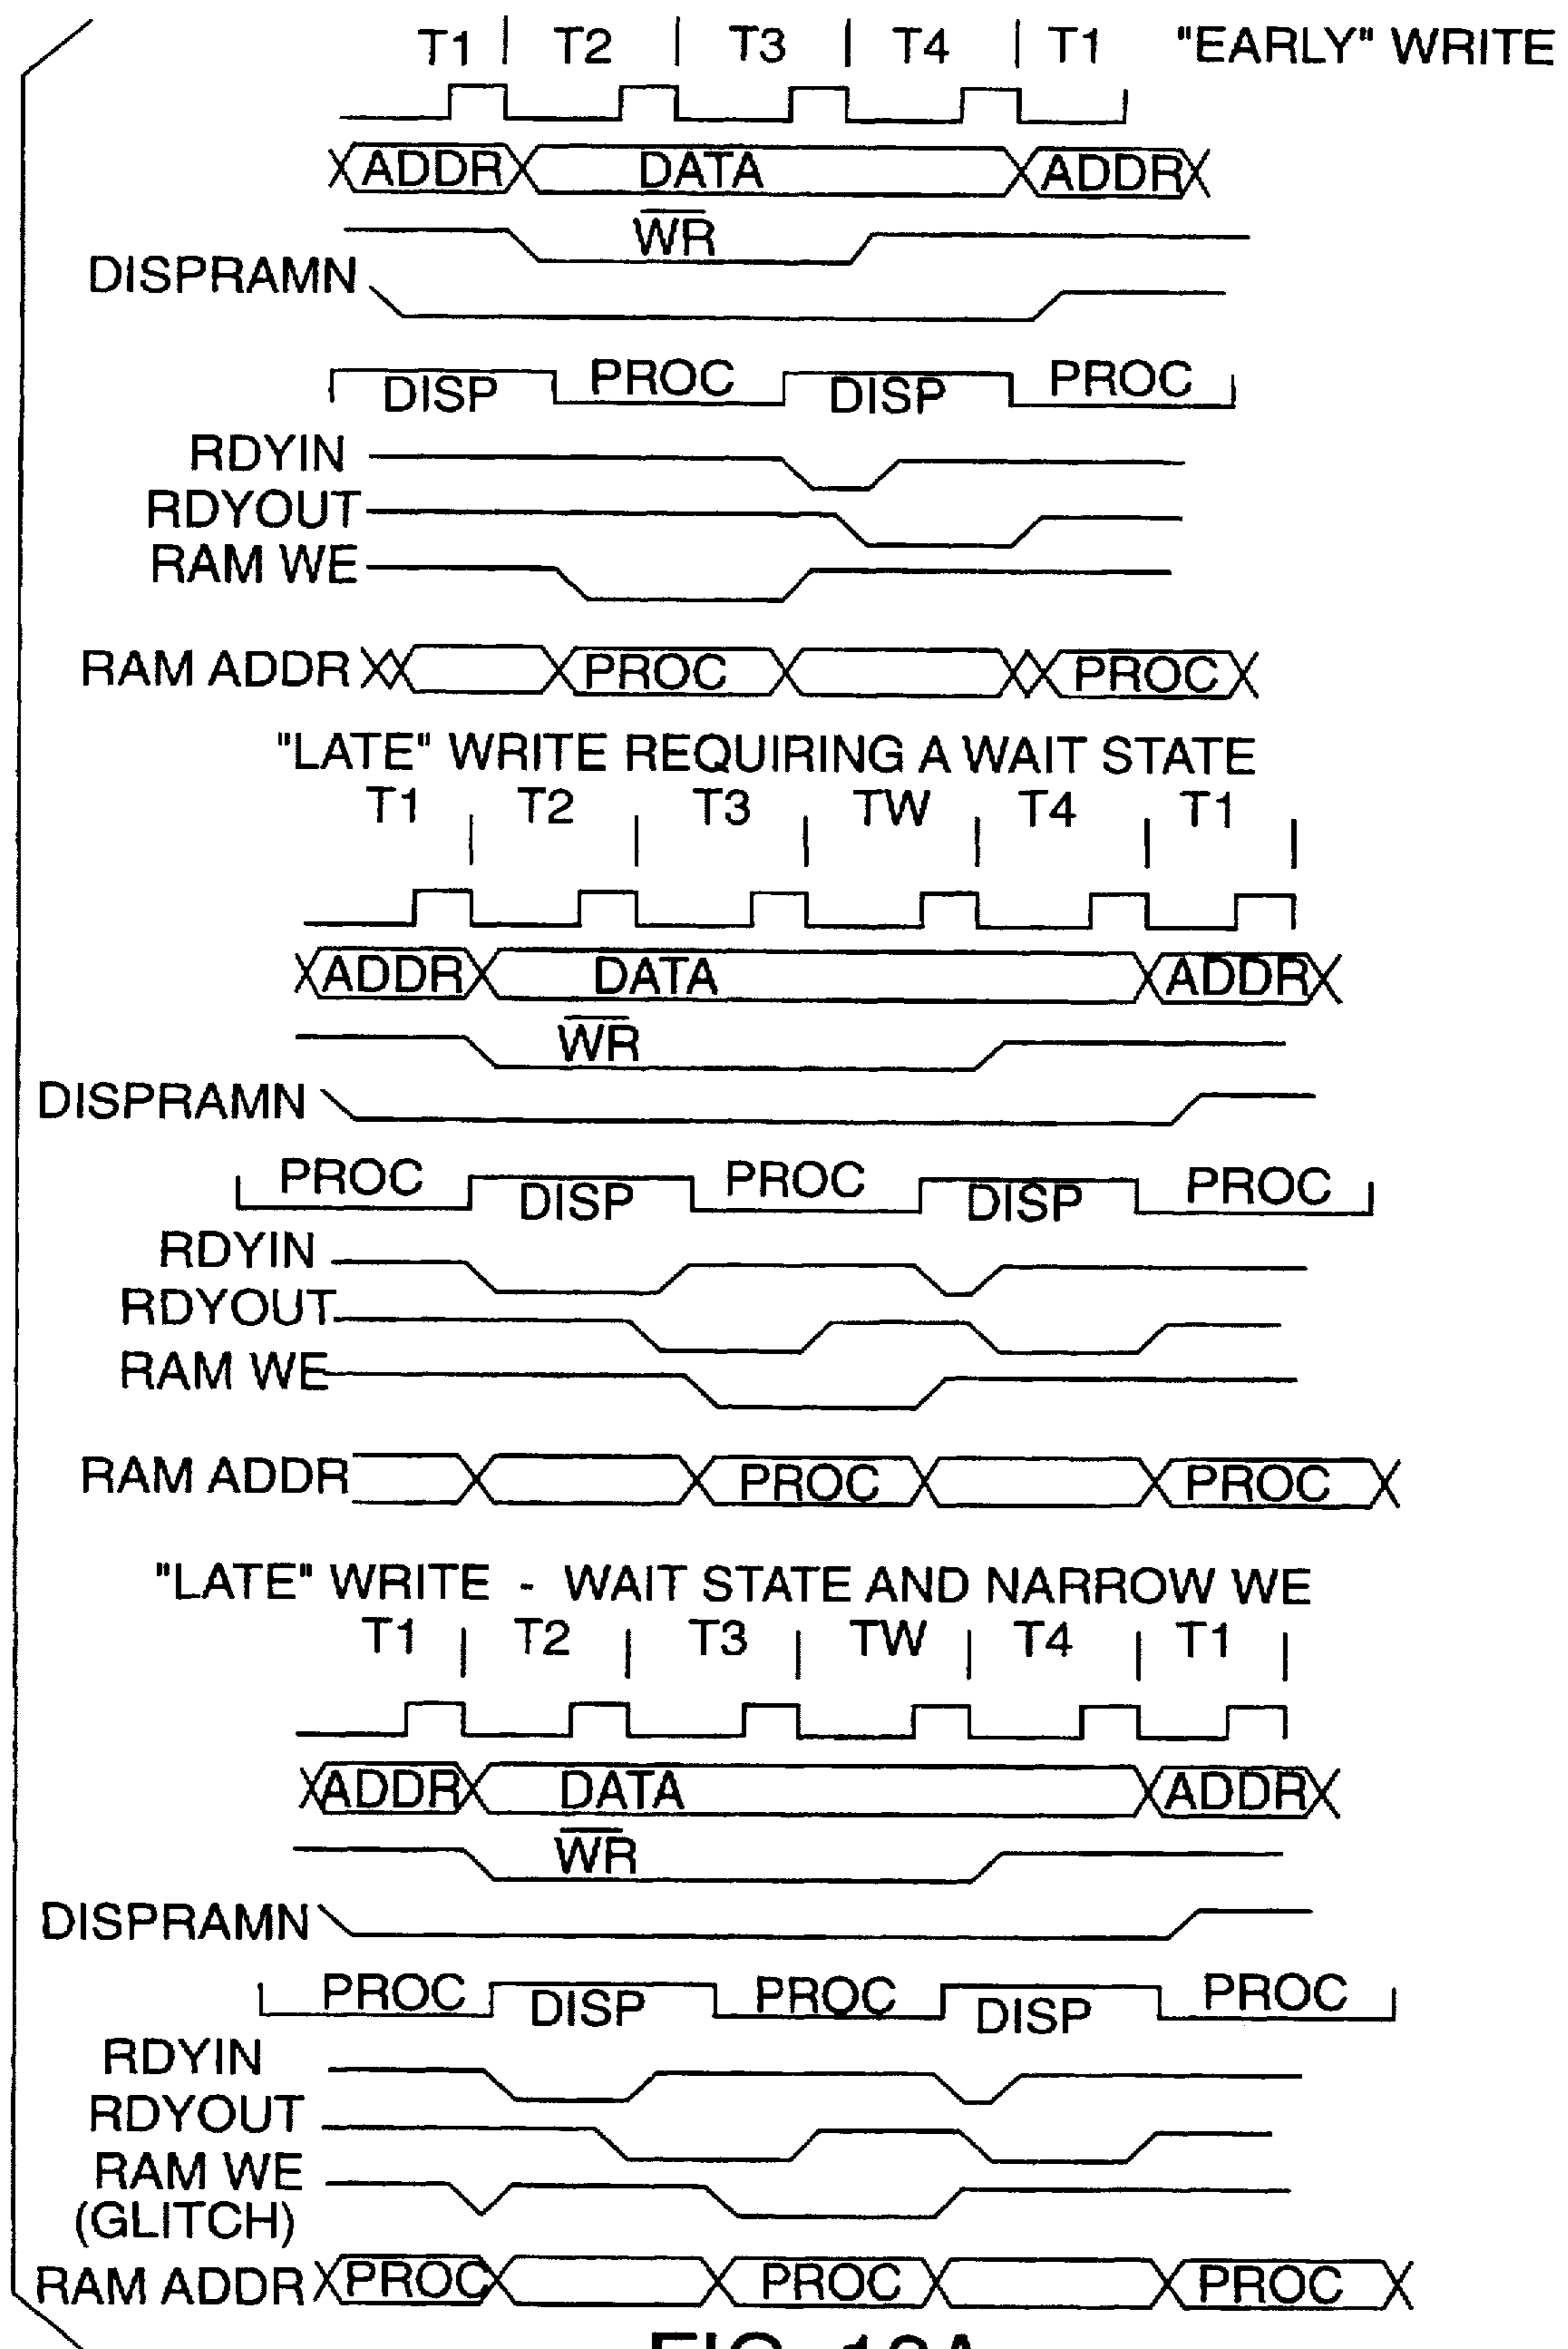 T1 | T2 | T3 | T4 | T1 "EARLY" WRITE
ADDR DATA ADDR
WR
DISPRAMN
DISP PROC DISP PROC
RDYIN
RDYOUT
RAM WE
RAM ADDR PROC PROC
"LATE" WRITE REQUIRING A WAIT STATE
T1 | T2 | T3 | TW | T4 | T1 |
ADDR DATA ADDR
WR
DISPRAMN
PROC DISP PROC DISP PROC
RDYIN
RDYOUT
RAM WE
RAM ADDR PROC PROC
"LATE" WRITE - WAIT STATE AND NARROW WE
T1 | T2 | T3 | TW | T4 | T1 |
ADDR DATA ADDR
WR
DISPRAMN
PROC DISP PROC DISP PROC
RDYIN
RDYOUT
RAM WE
(GLITCH)
RAM ADDR PROC PROC PROC